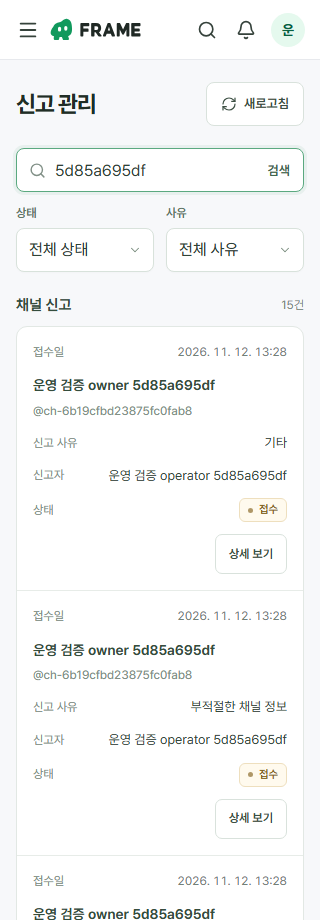 FRAME
운
신고 관리
새로고침
5d85a695df
검색
상태
사유
전체 상태
전체 사유
채널 신고
15건
접수일 2026. 11. 12. 13:28
운영 검증 owner 5d85a695df
@ch-6b19cfbd23875fc0fab8
신고 사유 기타
신고자 운영 검증 operator 5d85a695df
상태 접수
상세 보기
접수일 2026. 11. 12. 13:28
운영 검증 owner 5d85a695df
@ch-6b19cfbd23875fc0fab8
신고 사유 부적절한 채널 정보
신고자 운영 검증 operator 5d85a695df
상태 접수
상세 보기
접수일 2026. 11. 12. 13:28
운영 검증 owner 5d85a695df